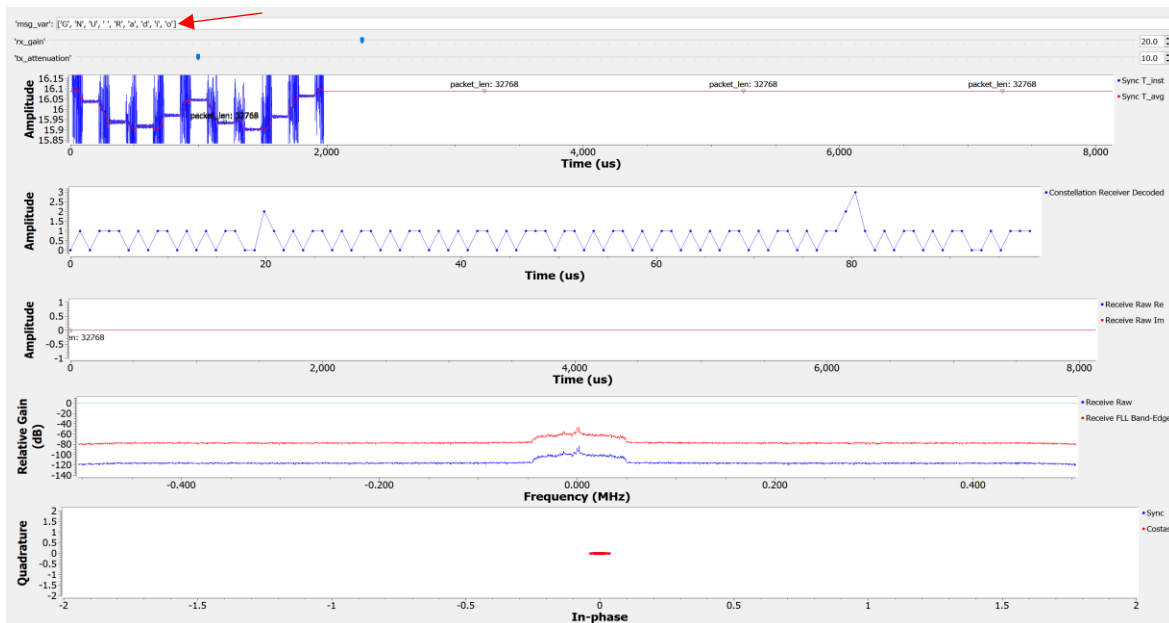 'msg_var': ['G', 'N', 'U', ' ', 'R', 'a', 'd', 'i', 'o']
'rx_gain' 20.0
'tx_attenuation' 10.0
16.15
16.1
16.05
16
15.95
15.9
15.85
Amplitude
packet_len: 32768
packet_len: 32768
packet_len: 32768
packet_len: 32768
Sync T_inst
Sync T_avg
0 2,000 4,000 6,000 8,000
Time (us)
3
2.5
2
1.5
1
0.5
0
Amplitude
Constellation Receiver Decoded
0 20 40 60 80
Time (us)
1
0.5
0
-0.5
-1
Amplitude
n: 32768
Receive Raw Re
Receive Raw Im
0 2,000 4,000 6,000 8,000
Time (us)
0
-20
-40
-60
-80
-100
-120
-140
Relative Gain
(dB)
Receive Raw
Receive FLL Band-Edge
-0.400 -0.200 0.000 0.200 0.400
Frequency (MHz)
2
1.5
1
0.5
0
-0.5
-1
-1.5
-2
Quadrature
Sync
Costas
-2 -1.5 -1 -0.5 0 0.5 1 1.5 2
In-phase